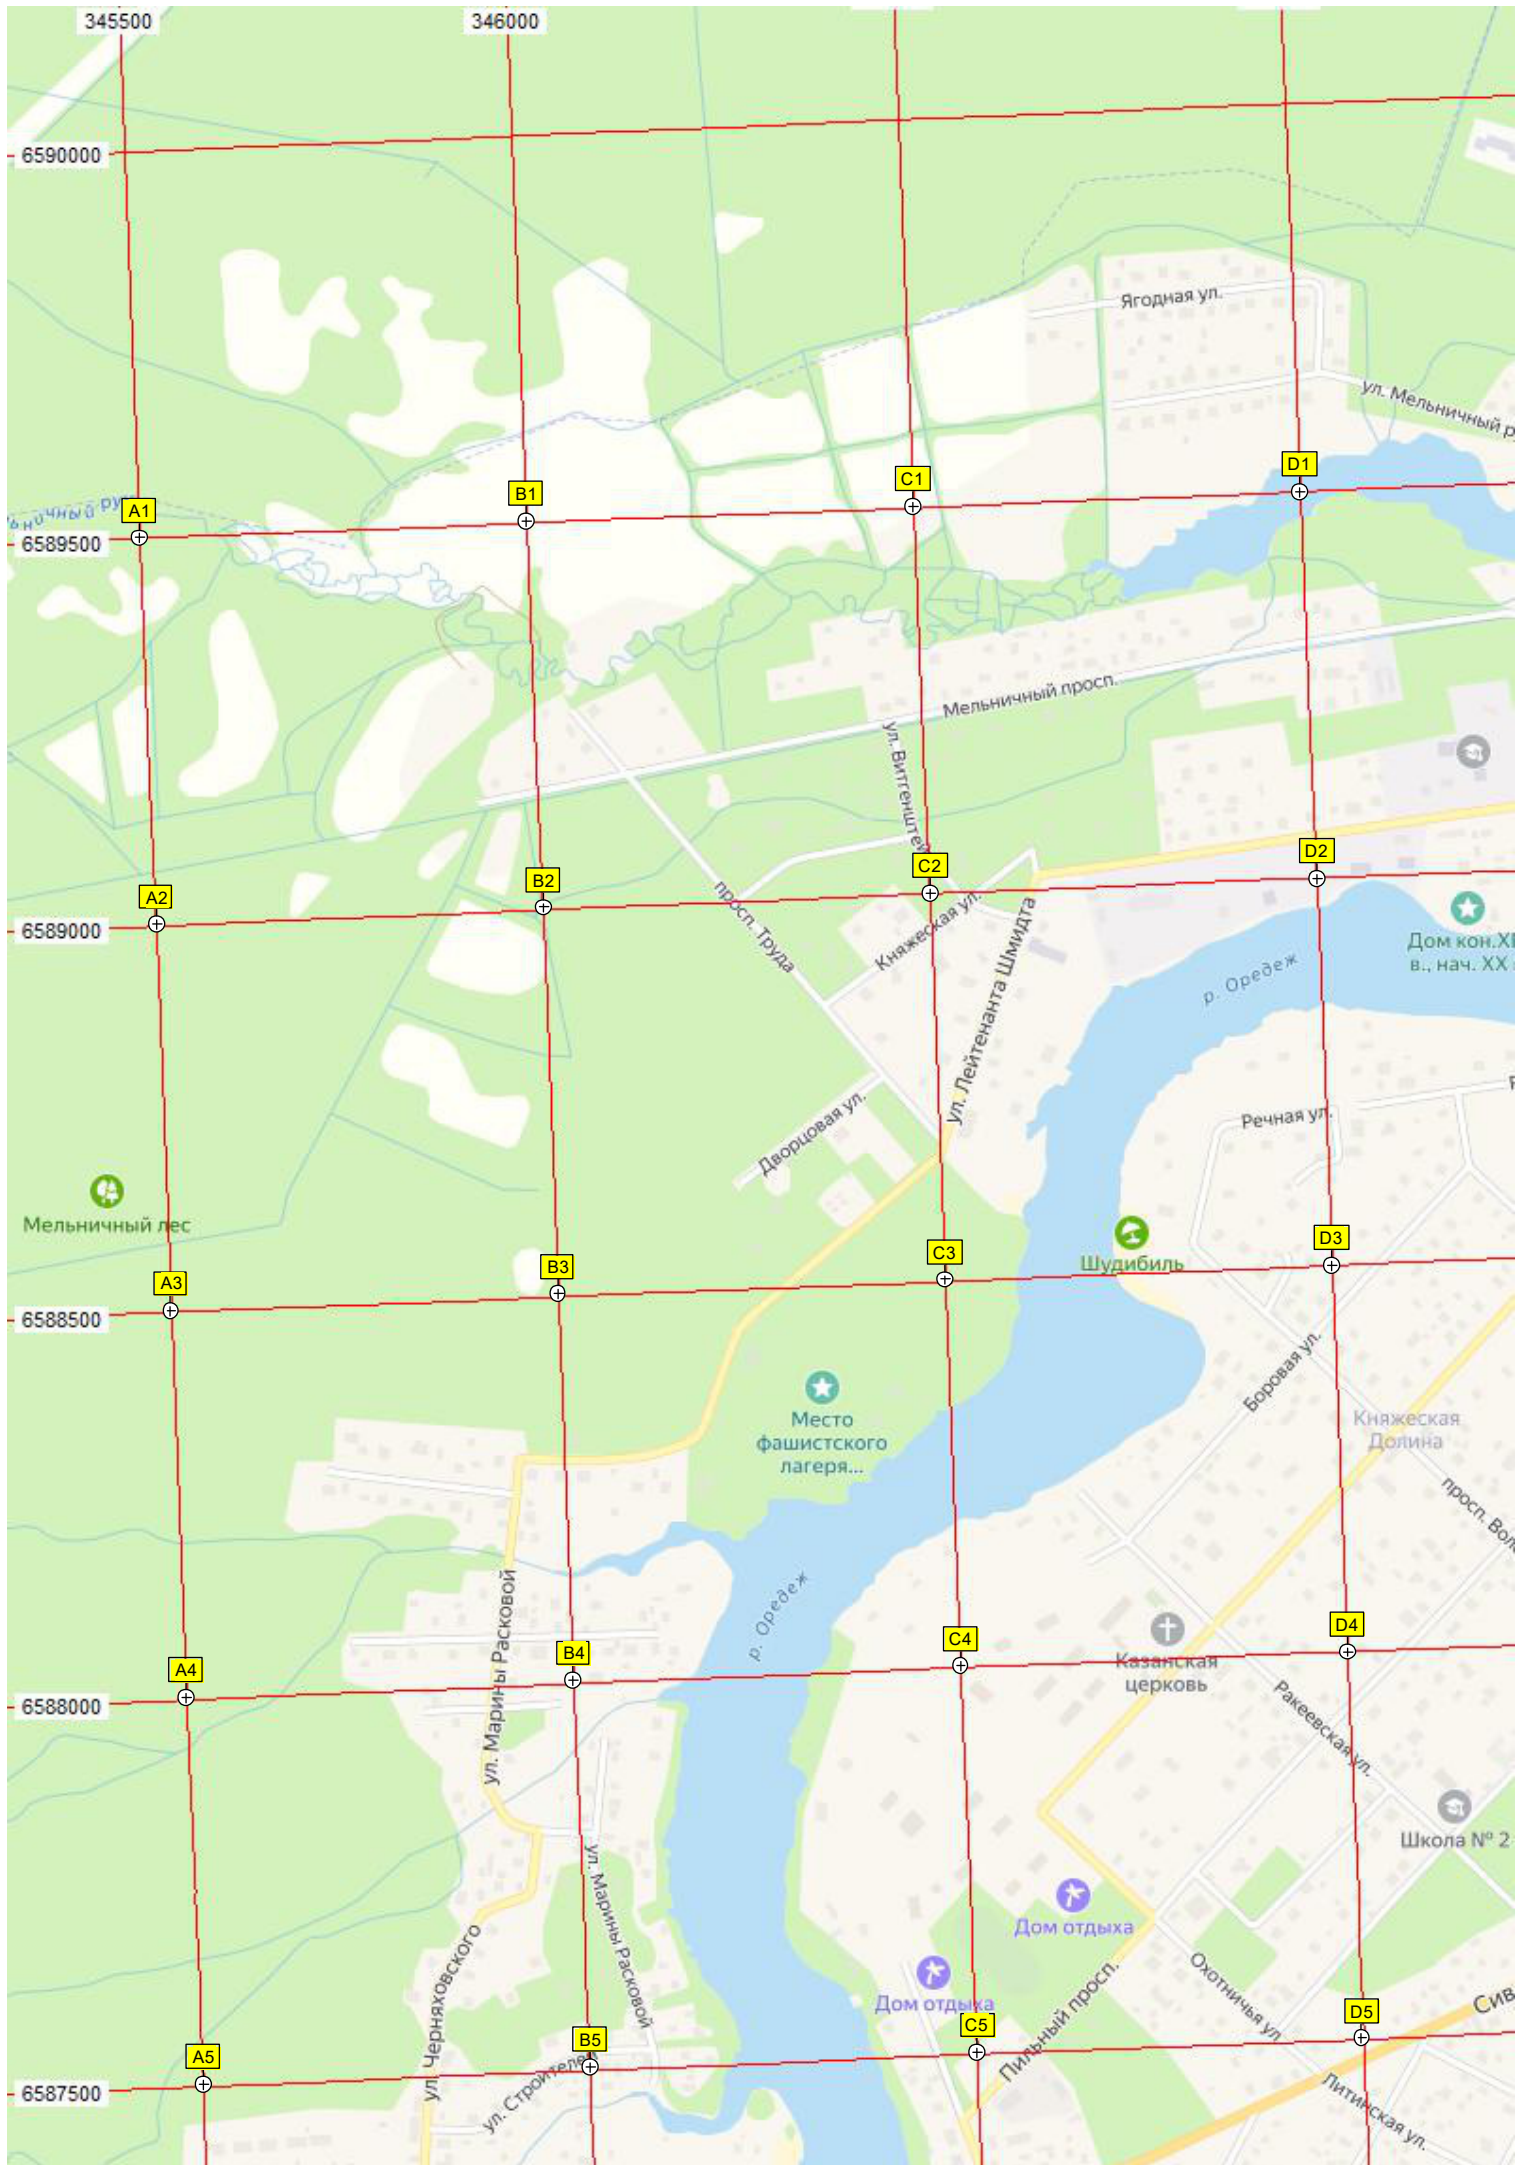 345500
346000
6590000
Ягодная ул.
ул. Мельничный р
D1
C1
B1
A1
6589500
Мельничный просп.
ул. Витгенштей
D2
C2
B2
A2
6589000
просп. Труда
Княжеская ул.
ул. Лейтенанта Шмидта
р. Оредеж
Дом кон.XI
в., нач. XX
Речная ул.
Дворцовая ул.
Мельничный лес
Шудибиль
D3
C3
B3
A3
6588500
Боровая ул.
Место
фашистского
лагеря...
Княжеская
Долина
просп. Воло
р. Оредеж
ул. Марины Расковой
D4
C4
B4
A4
6588000
Казанская
церковь
Ракеевская ул.
Школа № 2
ул. Марины Расковой
Дом отдыха
Дом отдыха
ул. Черняховского
Охотничья ул.
Сив
Пильный просп.
D5
C5
B5
A5
6587500
ул. Строителе
Литинская ул.